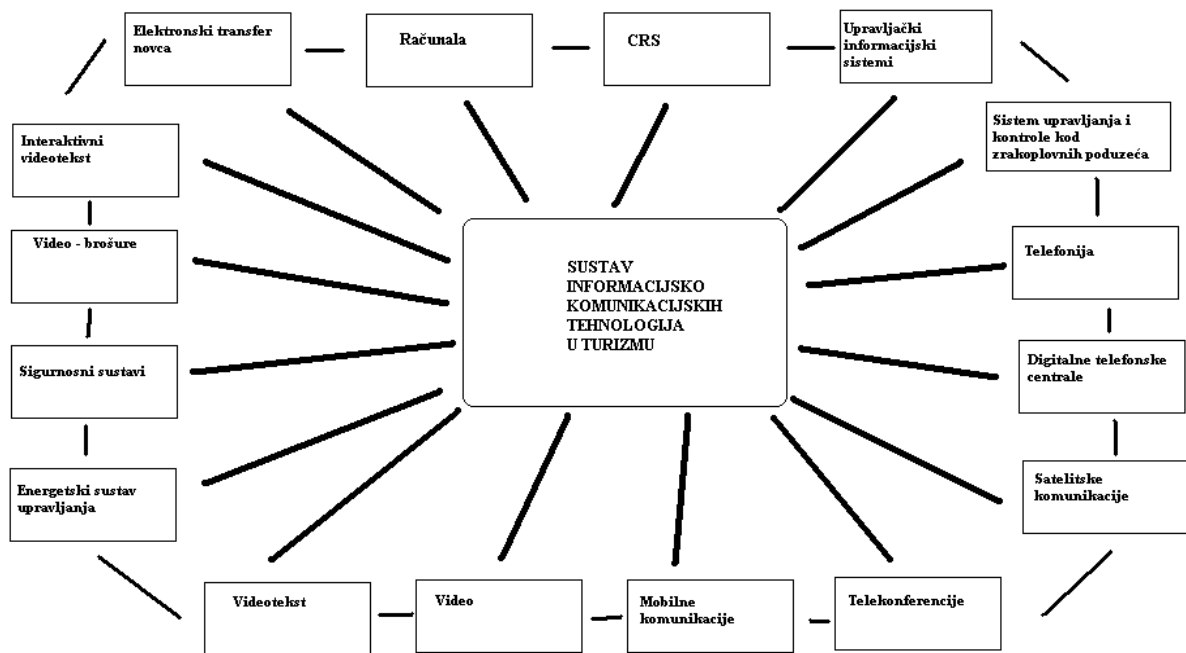 Elektronski transfer
novca
Računala
CRS
Upravljački
informacijski
sistemi
Interaktivni
videotekst
Sistem upravljanja i
kontrole kod
zrakoplovnih poduzeća
Video - brošure
SUSTAV
INFORMACIJSKO
KOMUNIKACIJSKIH
TEHNOLOGIJA
U TURIZMU
Telefonija
Sigurnosni sustavi
Digitalne telefonske
centrale
Energetski sustav
upravljanja
Satelitske
komunikacije
Videotekst
Video
Mobilne
komunikacije
Telekonferencije